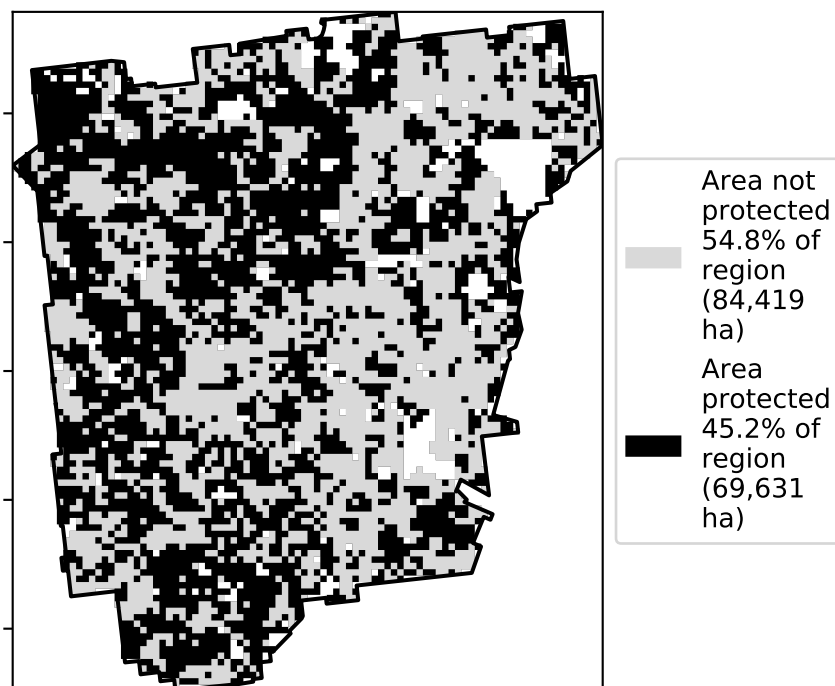 Area not
protected
54.8% of
region
(84,419
ha)
Area
protected
45.2% of
region
(69,631
ha)